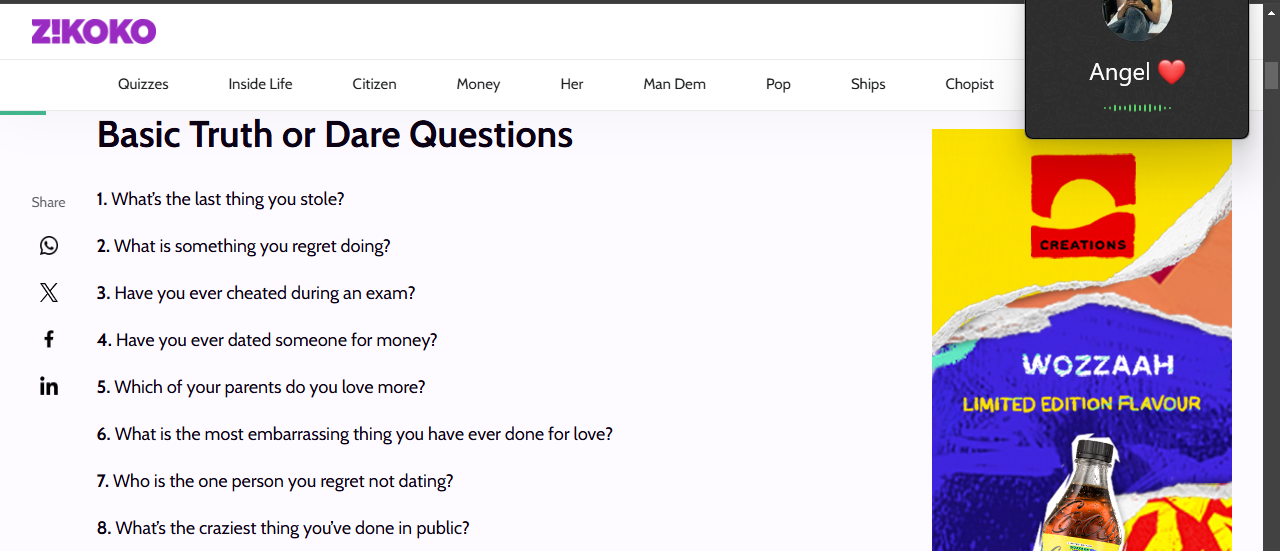 Z!KOKO
Angel ❤️
Quizzes
Inside Life
Citizen
Money
Her
Man Dem
Pop
Ships
Chopist
Basic Truth or Dare Questions
Share
1. What's the last thing you stole?
2. What is something you regret doing?
3. Have you ever cheated during an exam?
4. Have you ever dated someone for money?
5. Which of your parents do you love more?
6. What is the most embarrassing thing you have ever done for love?
7. Who is the one person you regret not dating?
8. What's the craziest thing you've done in public?
CREATIONS
WOZZAAH
LIMITED EDITION FLAVOUR